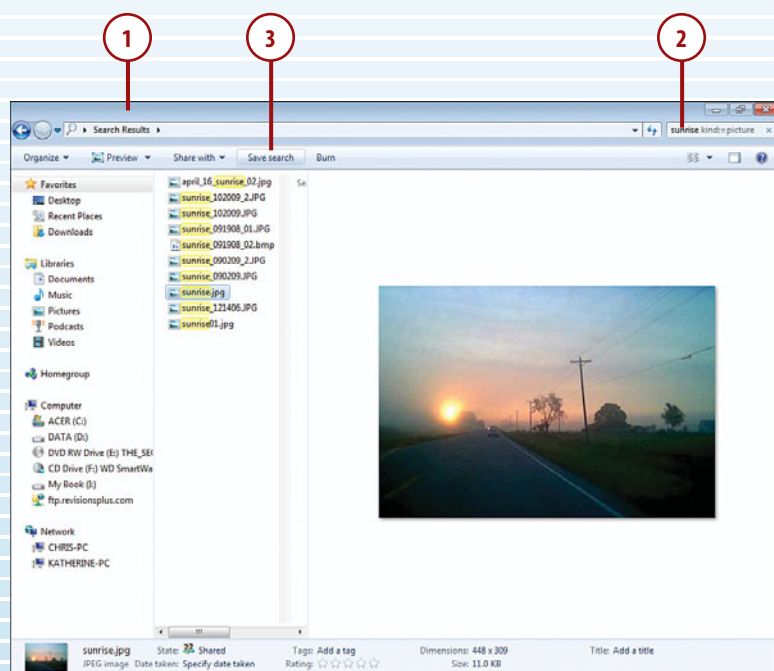 1
3
2
Search Results
sunrise kind:=picture
Organize
Preview
Share with
Save search
Burn
Favorites
Desktop
Recent Places
Downloads
Libraries
Documents
Music
Pictures
Podcasts
Videos
Homegroup
Computer
ACER (C:)
DATA (D:)
DVD RW Drive (E:) THE_SE
CD Drive (F:) WD SmartWa
My Book (I:)
ftp.revisionsplus.com
Network
CHRIS-PC
KATHERINE-PC
april_16_sunrise_02.jpg
Se
sunrise_102009_2.JPG
sunrise_102009.JPG
sunrise_091908_01.JPG
sunrise_091908_02.bmp
sunrise_090209_2.JPG
sunrise_090209.JPG
sunrise.jpg
sunrise_121406.JPG
sunrise01.jpg
sunrise.jpg State: Shared Tags: Add a tag Dimensions: 448 x 309 Title: Add a title
JPEG image Date taken: Specify date taken Rating: Size: 11.0 KB